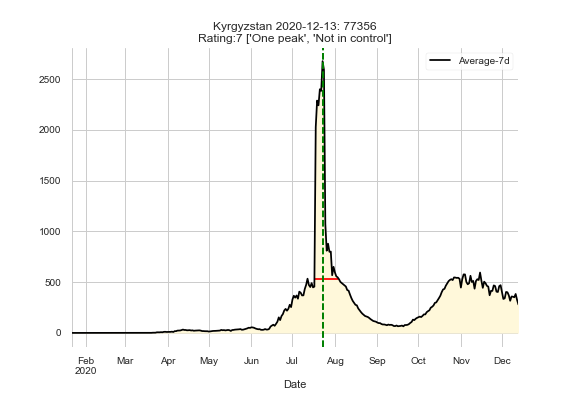 Kyrgyzstan 2020-12-13: 77356
Rating:7 ['One peak', 'Not in control']
Average-7d
2500
2000
1500
1000
500
0
Feb Mar Apr May Jun Jul Aug Sep Oct Nov Dec
2020
Date